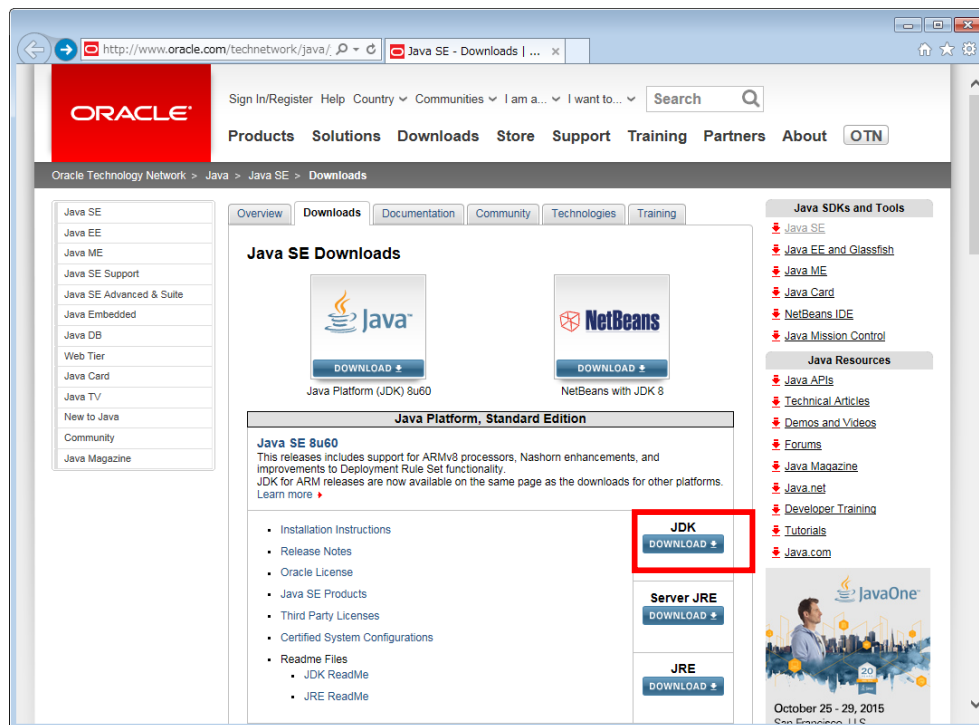 http://www.oracle.com/technetwork/java/
Java SE - Downloads | ...
ORACLE
Sign In/Register Help Country Communities I am a... I want to... Search
Products Solutions Downloads Store Support Training Partners About OTN
Oracle Technology Network > Java > Java SE > Downloads
Java SE
Java EE
Java ME
Java SE Support
Java SE Advanced & Suite
Java Embedded
Java DB
Web Tier
Java Card
Java TV
New to Java
Community
Java Magazine
Overview Downloads Documentation Community Technologies Training
Java SE Downloads
Java
DOWNLOAD
Java Platform (JDK) 8u60
NetBeans
DOWNLOAD
NetBeans with JDK 8
Java Platform, Standard Edition
Java SE 8u60
This releases includes support for ARMv8 processors, Nashorn enhancements, and
improvements to Deployment Rule Set functionality.
JDK for ARM releases are now available on the same page as the downloads for other platforms.
Learn more
Installation Instructions
Release Notes
Oracle License
Java SE Products
Third Party Licenses
Certified System Configurations
Readme Files
JDK ReadMe
JRE ReadMe
JDK
DOWNLOAD
Server JRE
DOWNLOAD
JRE
DOWNLOAD
Java SDKs and Tools
Java SE
Java EE and Glassfish
Java ME
Java Card
NetBeans IDE
Java Mission Control
Java Resources
Java APIs
Technical Articles
Demos and Videos
Forums
Java Magazine
Java.net
Developer Training
Tutorials
Java.com
JavaOne
20
October 25 - 29, 2015
San Francisco, U.S.